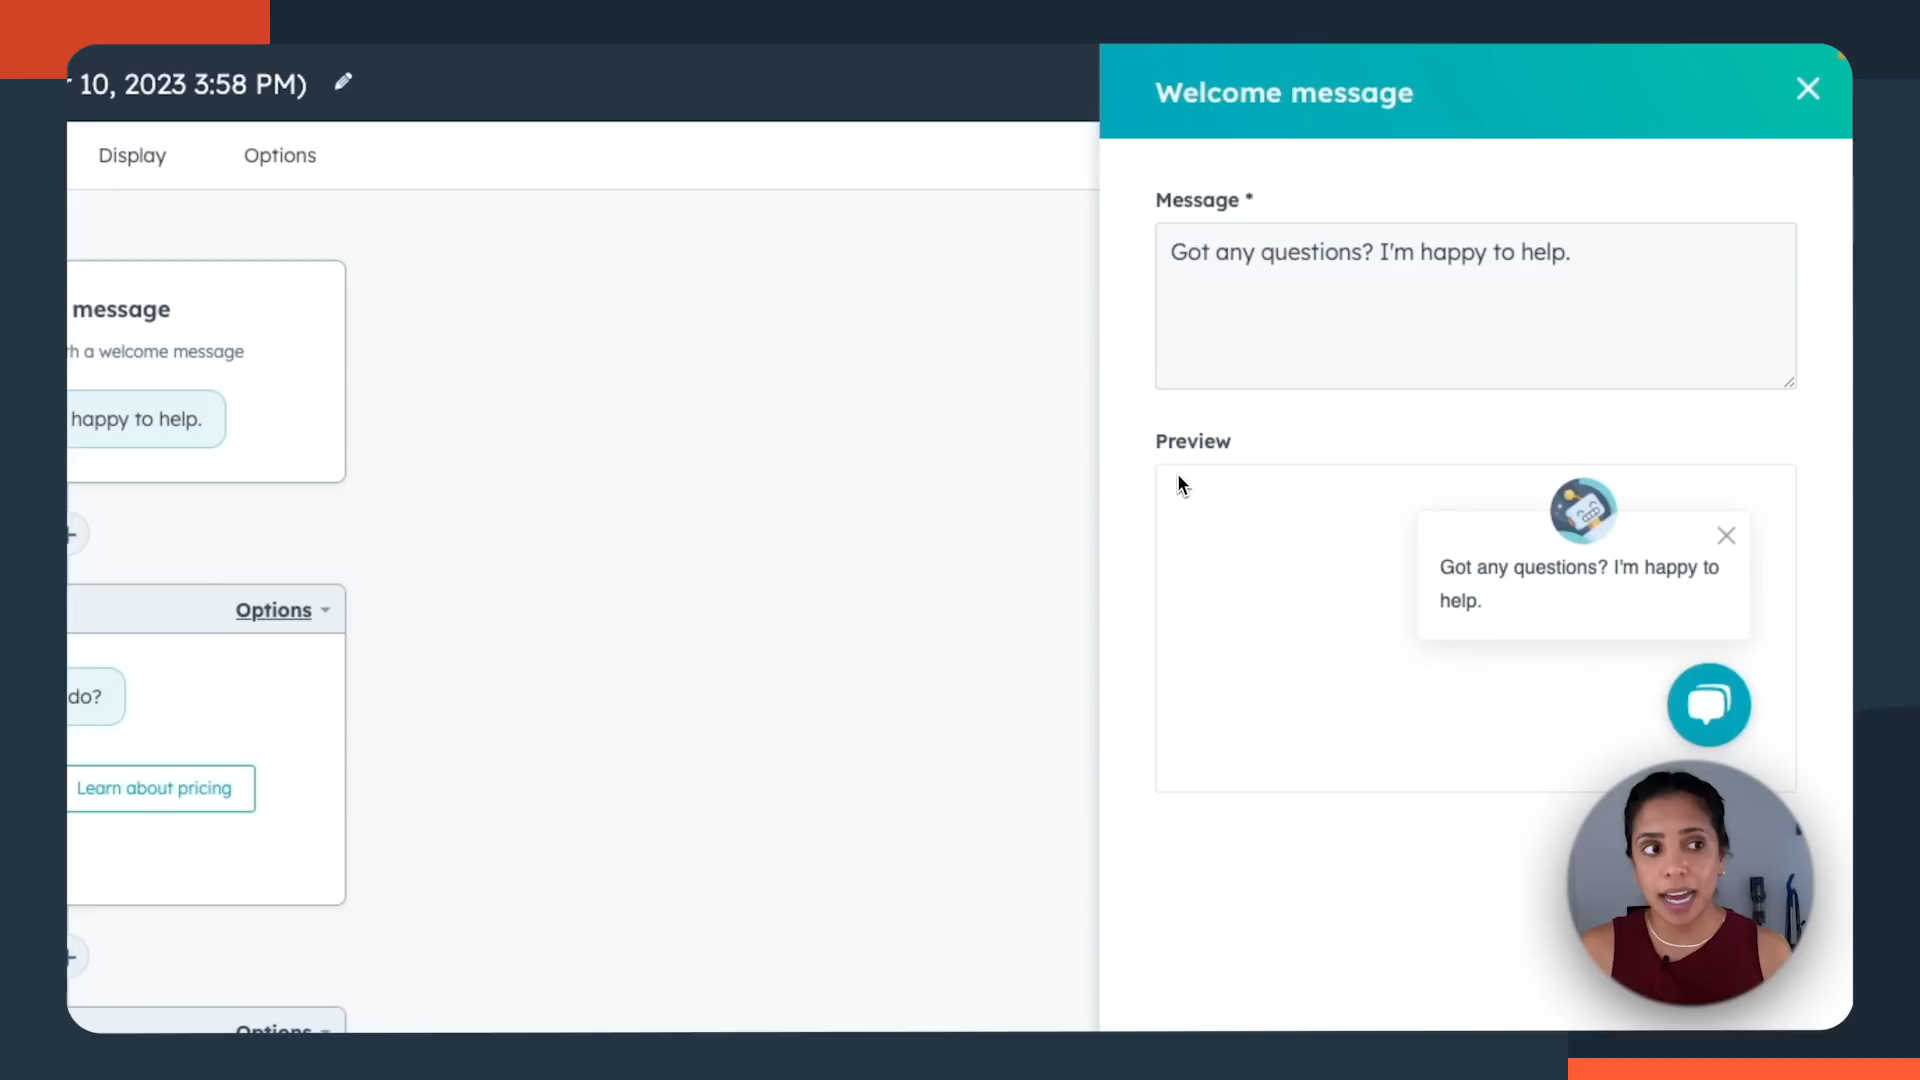 10, 2023 3:58 PM)
Welcome message
Display
Options
Message *
Got any questions? I'm happy to help.
message
a welcome message
happy to help.
Preview
Got any questions? I'm happy to
help.
Options
do?
Learn about pricing
Options